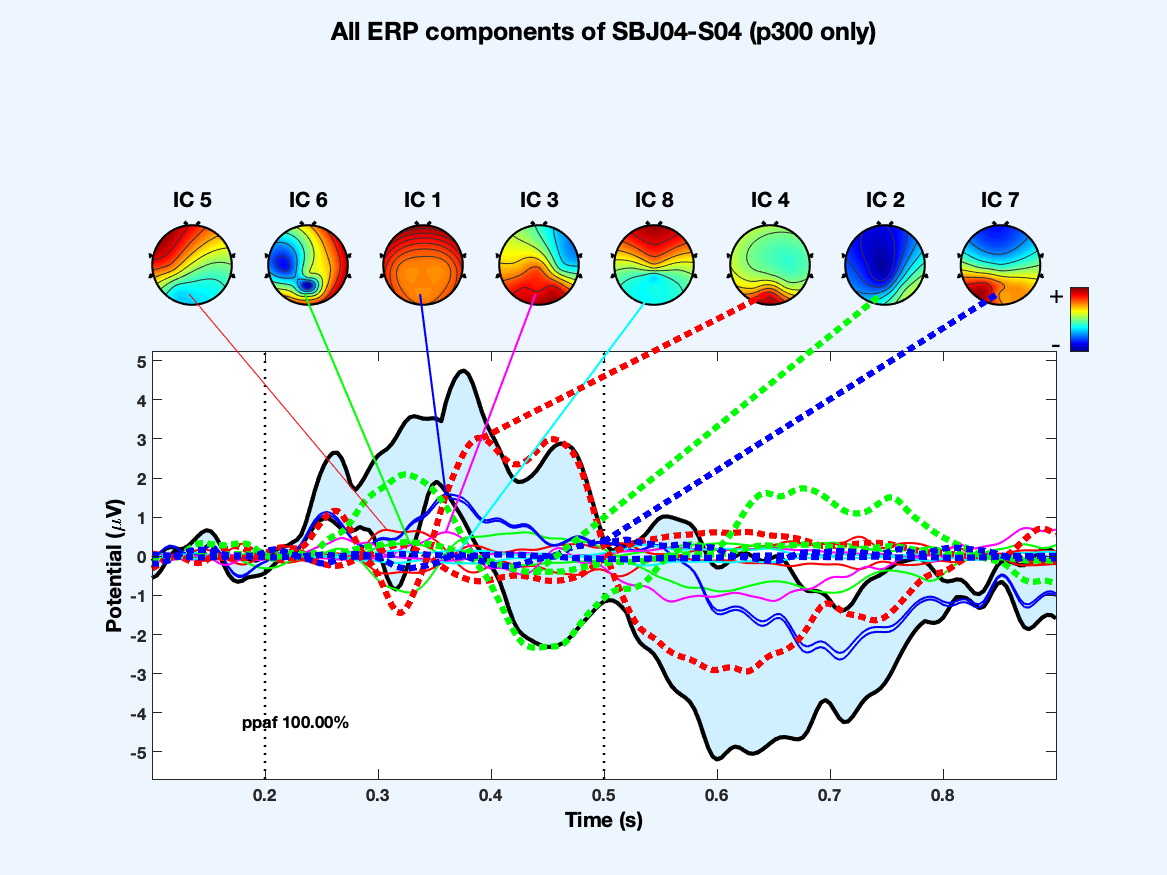 All ERP components of SBJ04-S04 (p300 only)
IC 5 IC 6 IC 1 IC 3 IC 8 IC 4 IC 2 IC 7
+
-
5
4
3
2
1
0
-1
-2
-3
-4
-5
Potential (μV)
ppaf 100.00%
0.2 0.3 0.4 0.5 0.6 0.7 0.8
Time (s)